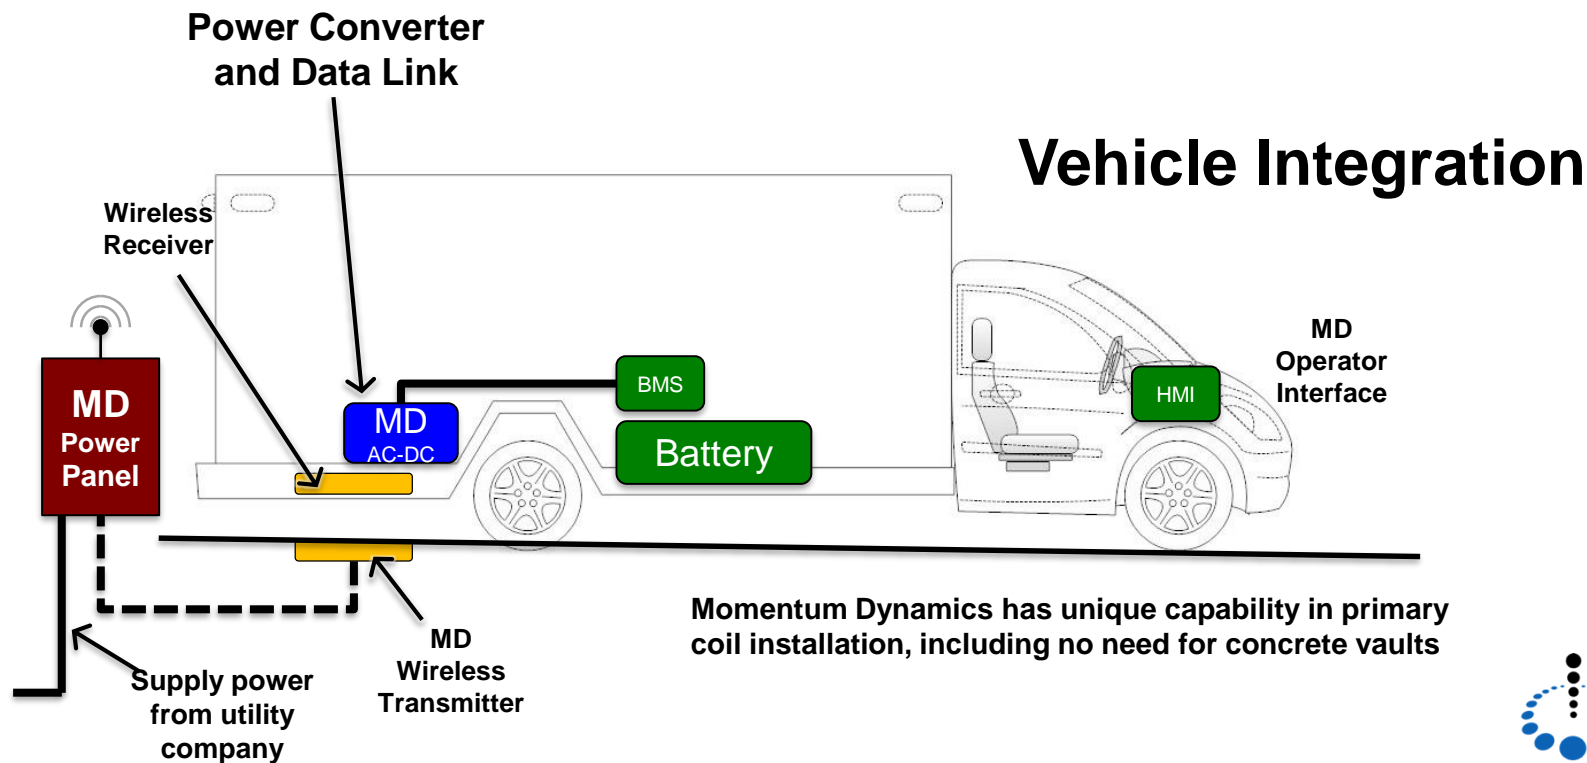 Power Converter
and Data Link
Vehicle Integration
Wireless
Receiver
MD
Power
Panel
MD
AC-DC
BMS
Battery
HMI
MD
Operator
Interface
Momentum Dynamics has unique capability in primary
coil installation, including no need for concrete vaults
MD
Wireless
Transmitter
Supply power
from utility
company